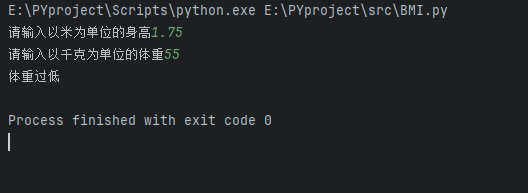 E:\PYproject\Scripts\python.exe E:\PYproject\src\BMI.py
请输入以米为单位的身高1.75
请输入以千克为单位的体重55
体重过低
Process finished with exit code 0